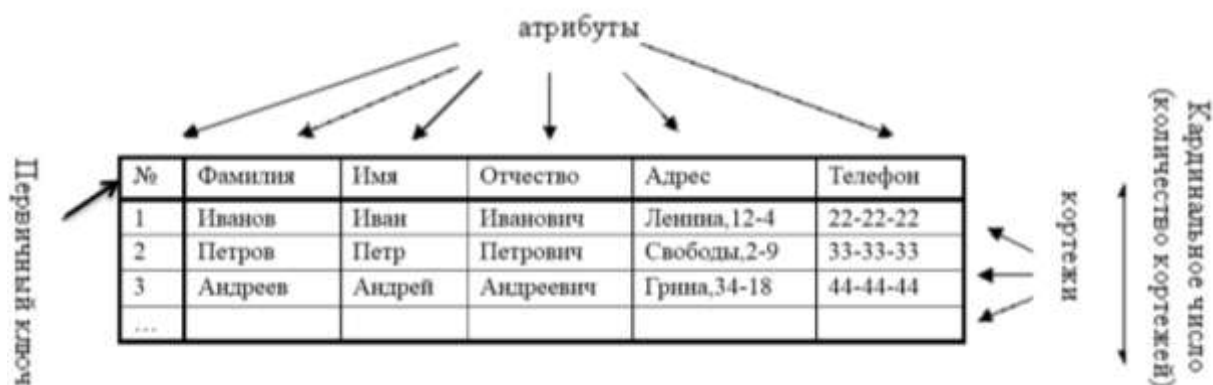 атрибуты
Первичный ключ
№ Фамилия Имя Отчество Адрес Телефон
1 Иванов Иван Иванович Ленина,12-4 22-22-22
2 Петров Петр Петрович Свободы,2-9 33-33-33
3 Андреев Андрей Андреевич Грина,34-18 44-44-44
...
кортежи
Кардинальное число
(количество кортежей)